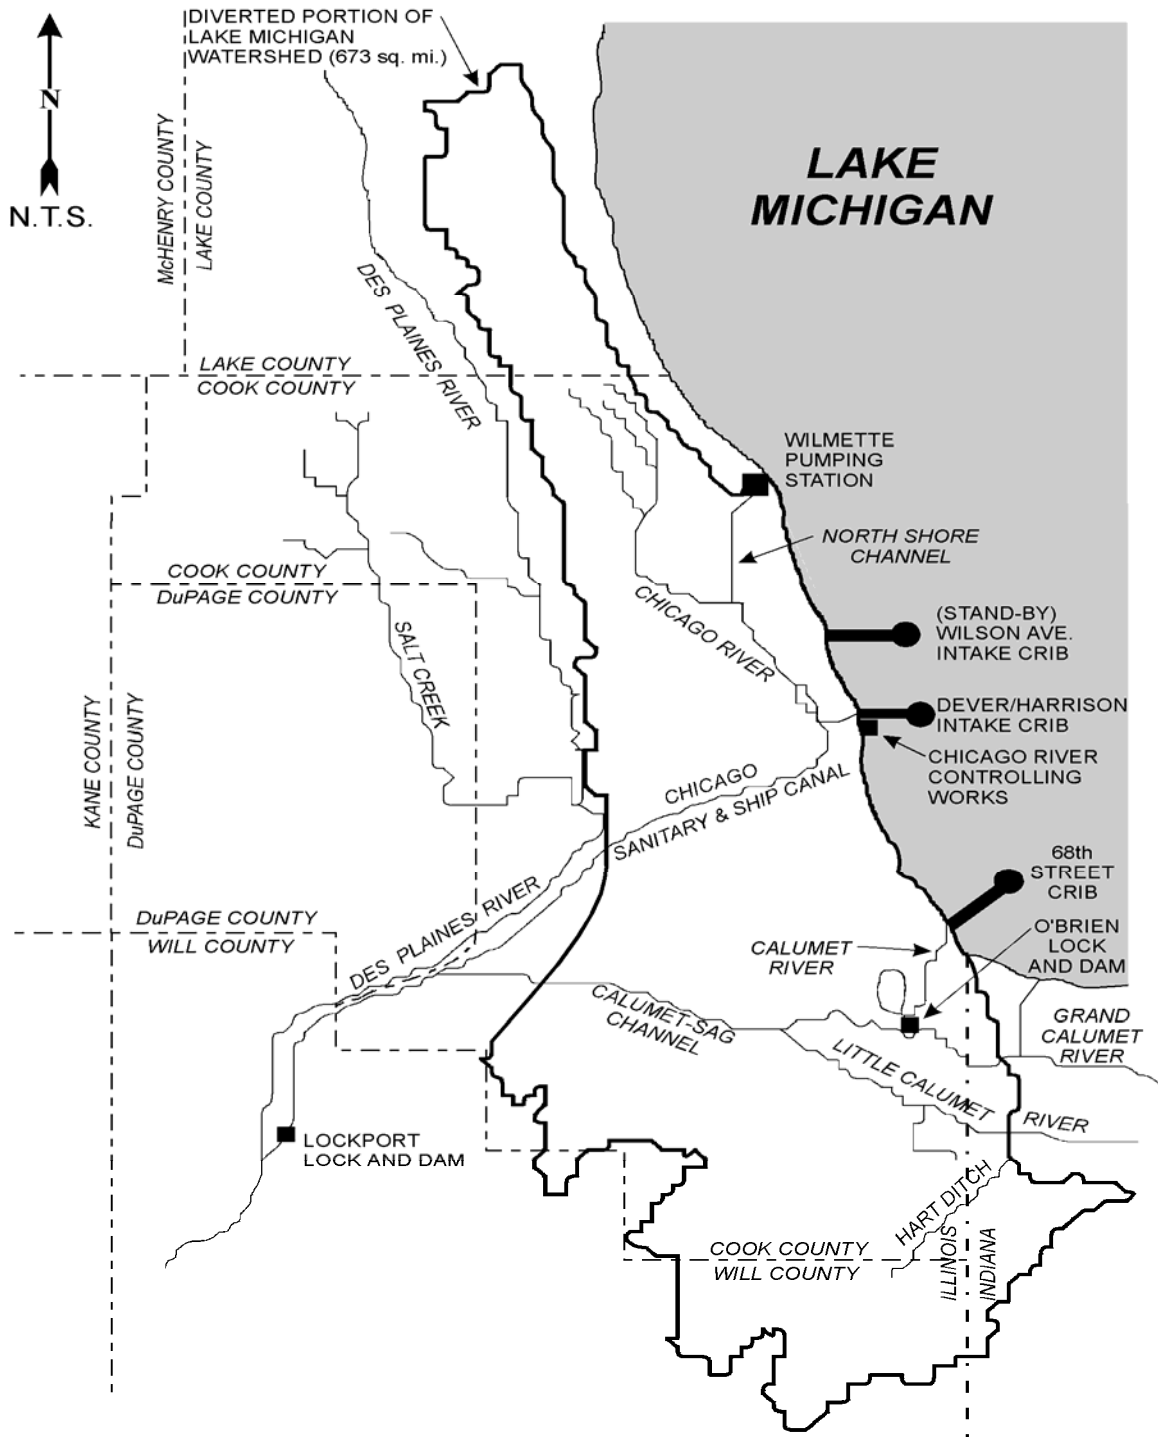 DIVERTED PORTION OF
LAKE MICHIGAN
WATERSHED (673 sq. mi.)
N
N.T.S.
McHENRY COUNTY
LAKE COUNTY
LAKE
MICHIGAN
DES PLAINES RIVER
LAKE COUNTY
COOK COUNTY
WILMETTE
PUMPING
STATION
NORTH SHORE
CHANNEL
COOK COUNTY
DuPAGE COUNTY
CHICAGO RIVER
(STAND-BY)
WILSON AVE.
INTAKE CRIB
SALT CREEK
KANE COUNTY
DuPAGE COUNTY
DEVER/HARRISON
INTAKE CRIB
CHICAGO RIVER
CONTROLLING
WORKS
CHICAGO
SANITARY & SHIP CANAL
68th
STREET
CRIB
DuPAGE COUNTY
WILL COUNTY
DES PLAINES RIVER
CALUMET
RIVER
O'BRIEN
LOCK
AND DAM
CALUMET-SAG
CHANNEL
GRAND
CALUMET
RIVER
LITTLE CALUMET
RIVER
LOCKPORT
LOCK AND DAM
HART DITCH
COOK COUNTY
WILL COUNTY
ILLINOIS
INDIANA